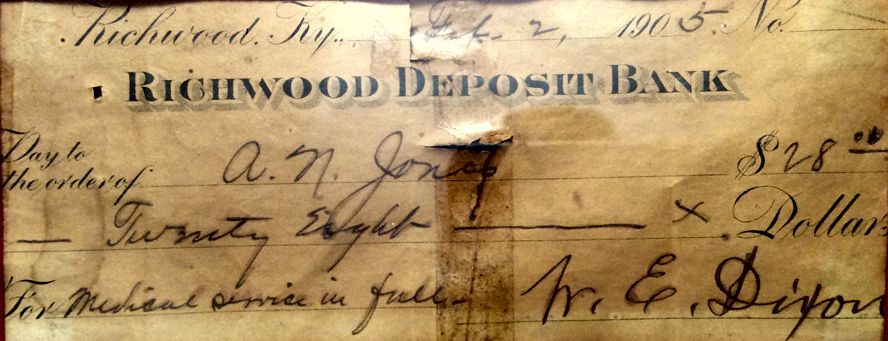 Richwood, Ky., Feb. 2, 1905 No.
RICHWOOD DEPOSIT BANK
Pay to
the order of A. N. Jones $28.00
Twenty Eight x Dollars
For Medical service in full - W. E. Dixon